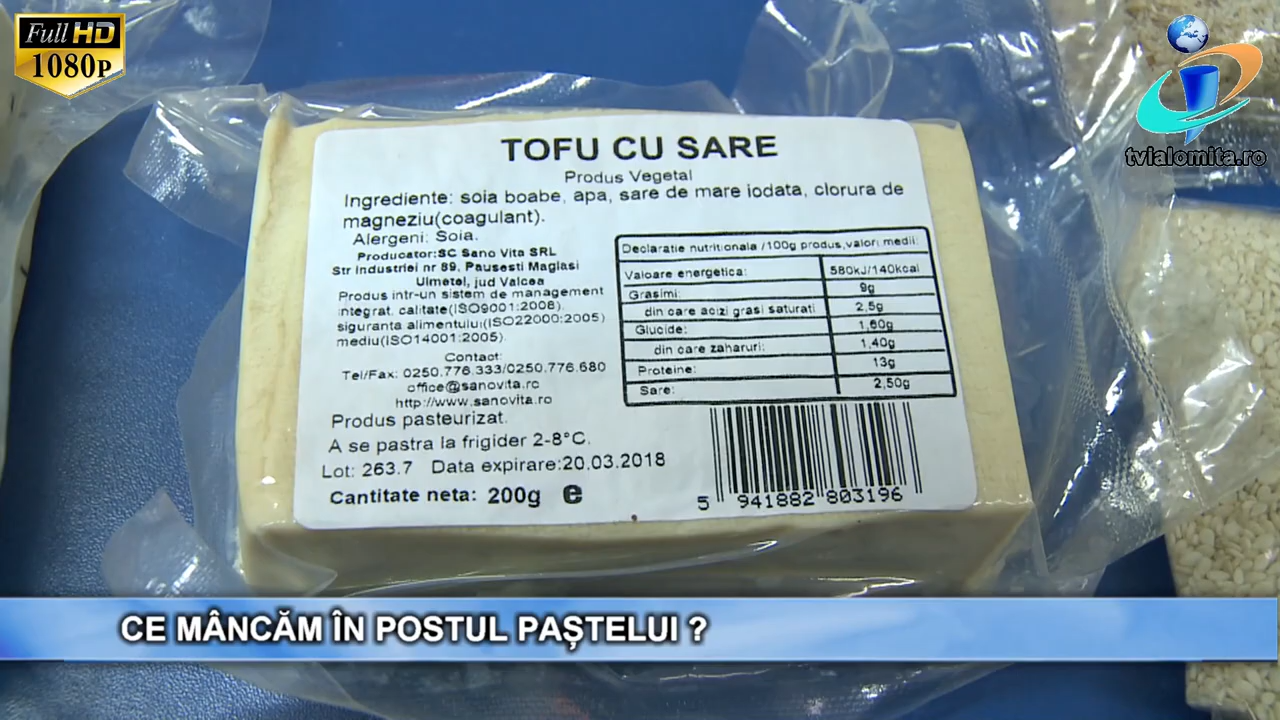 Full HD
1080P
tvialomita.ro
TOFU CU SARE
Produs Vegetal
Ingrediente: soia boabe, apa, sare de mare iodata, clorura de
magneziu(coagulant).
Alergeni: Soia.
Producator:SC Sano Vita SRL
Str Industriei nr 89, Pausesti Maglasi
Ulmetel, jud Valcea
Produs intr-un sistem de management
integrat, calitate(ISO9001:2008),
siguranta alimentului(ISO22000:2005)
mediu(ISO14001:2005).
Contact:
Tel/Fax: 0250.776.333/0250.776.680
office@sanovita.ro
http://www.sanovita.ro
Produs pasteurizat.
A se pastra la frigider 2-8°C.
Lot: 263.7 Data expirare:20.03.2018
Cantitate neta: 200g e
Declaratie nutritionala /100g produs,valori medii:
Valoare energetica: 580kJ/140kcal
Grasimi: 9g
din care acizi grasi saturati 2,5g
Glucide: 1,60g
din care zaharuri: 1,40g
Proteine: 13g
Sare: 2,50g
5 941882 803196
CE MÂNCĂM ÎN POSTUL PAȘTELUI ?